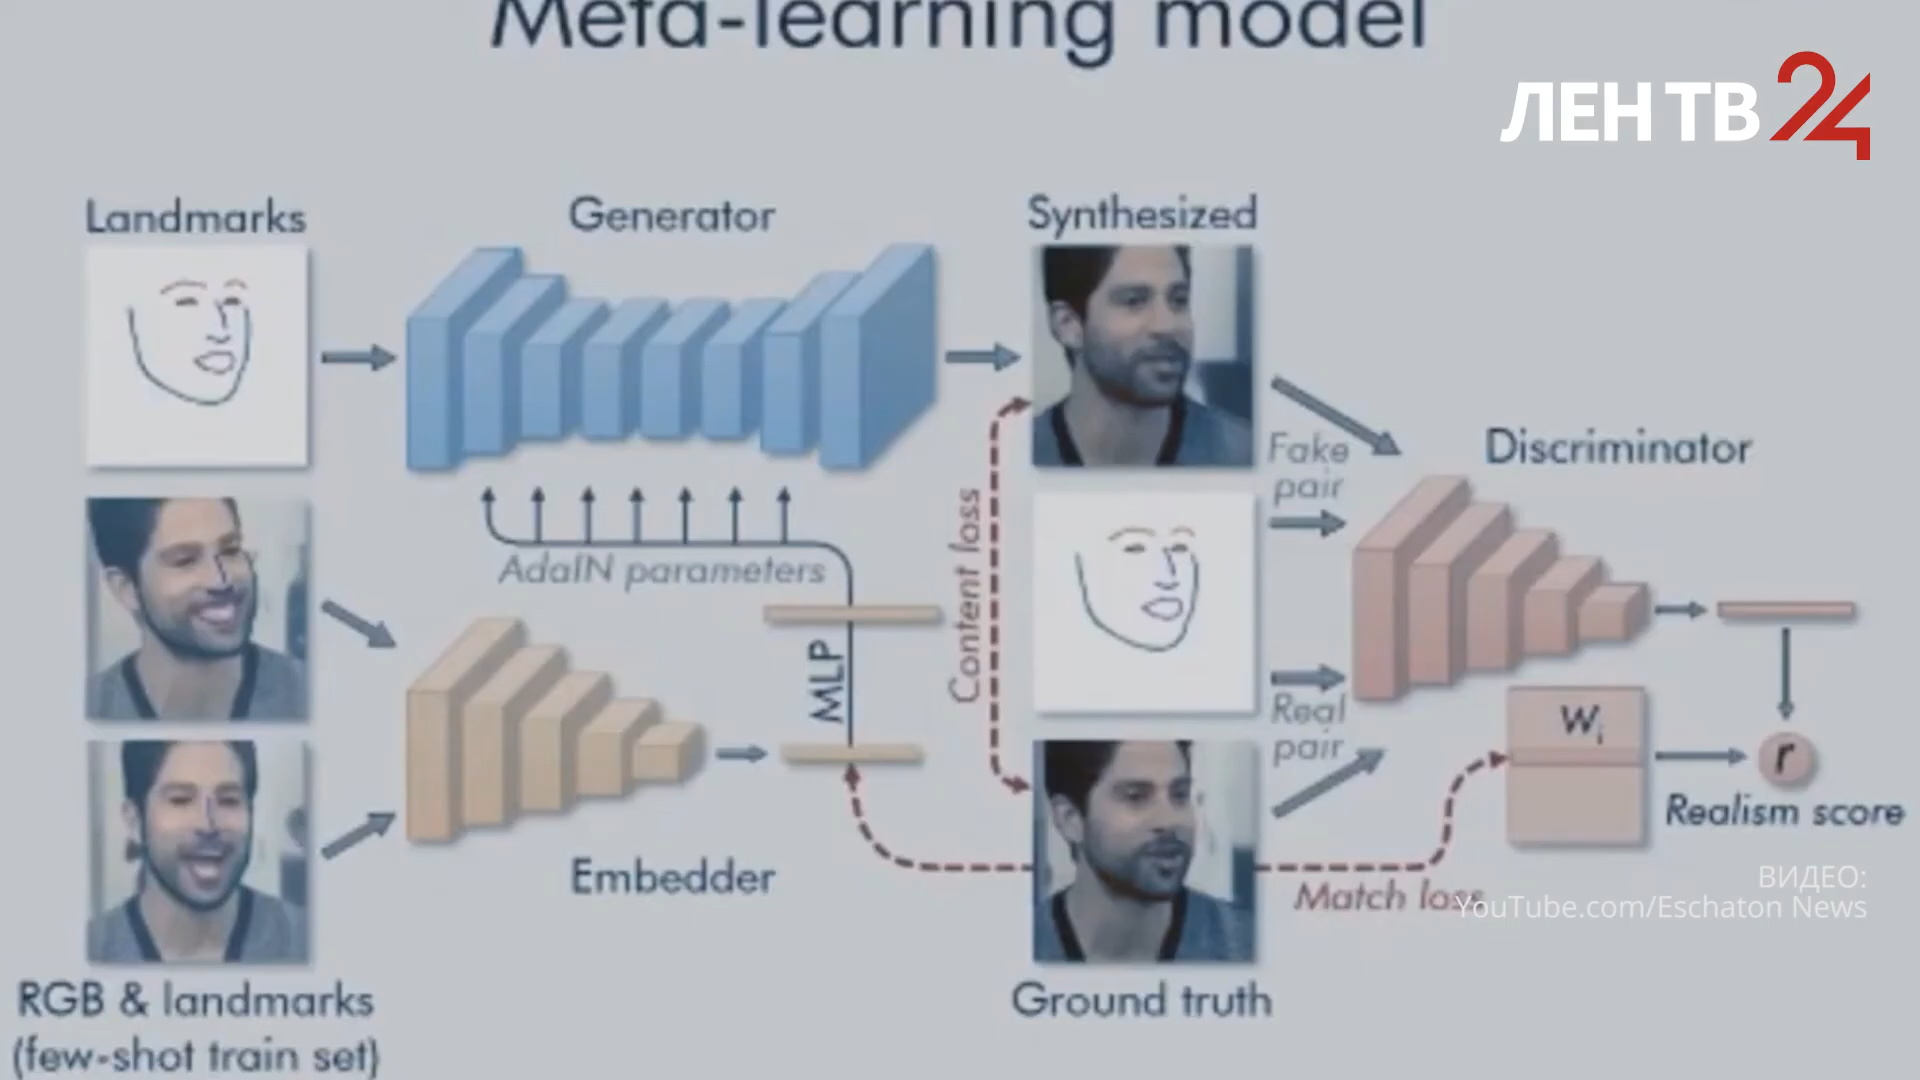 Meta-learning model
ЛЕН ТВ 24
Landmarks
Generator
Synthesized
Fake
pair
Discriminator
AdaIN parameters
Content loss
MLP
Real
pair
Wi
r
Realism score
Embedder
Match loss
ВИДЕО:
YouTube.com/Eschaton News
RGB & landmarks
(few-shot train set)
Ground truth